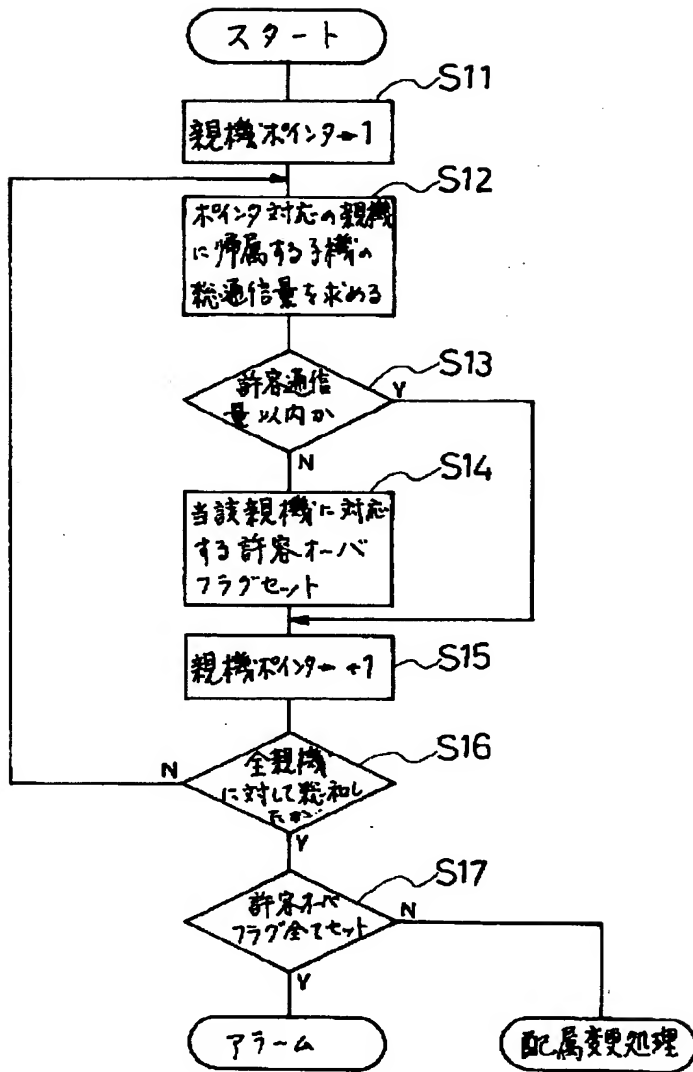 スタート
S11
親機ポインタ←1
S12
ポインタ対応の親機
に帰属する子機の
総通信量を求める
S13
許容通信
量以内か
Y
N
S14
当該親機に対応
する許容オーバ
フラグセット
親機ポインタ←+1
S15
S16
全親機
に対して総和し
たか
N
Y
S17
許容オーバ
フラグ全てセット
N
Y
アラーム
配属変更処理